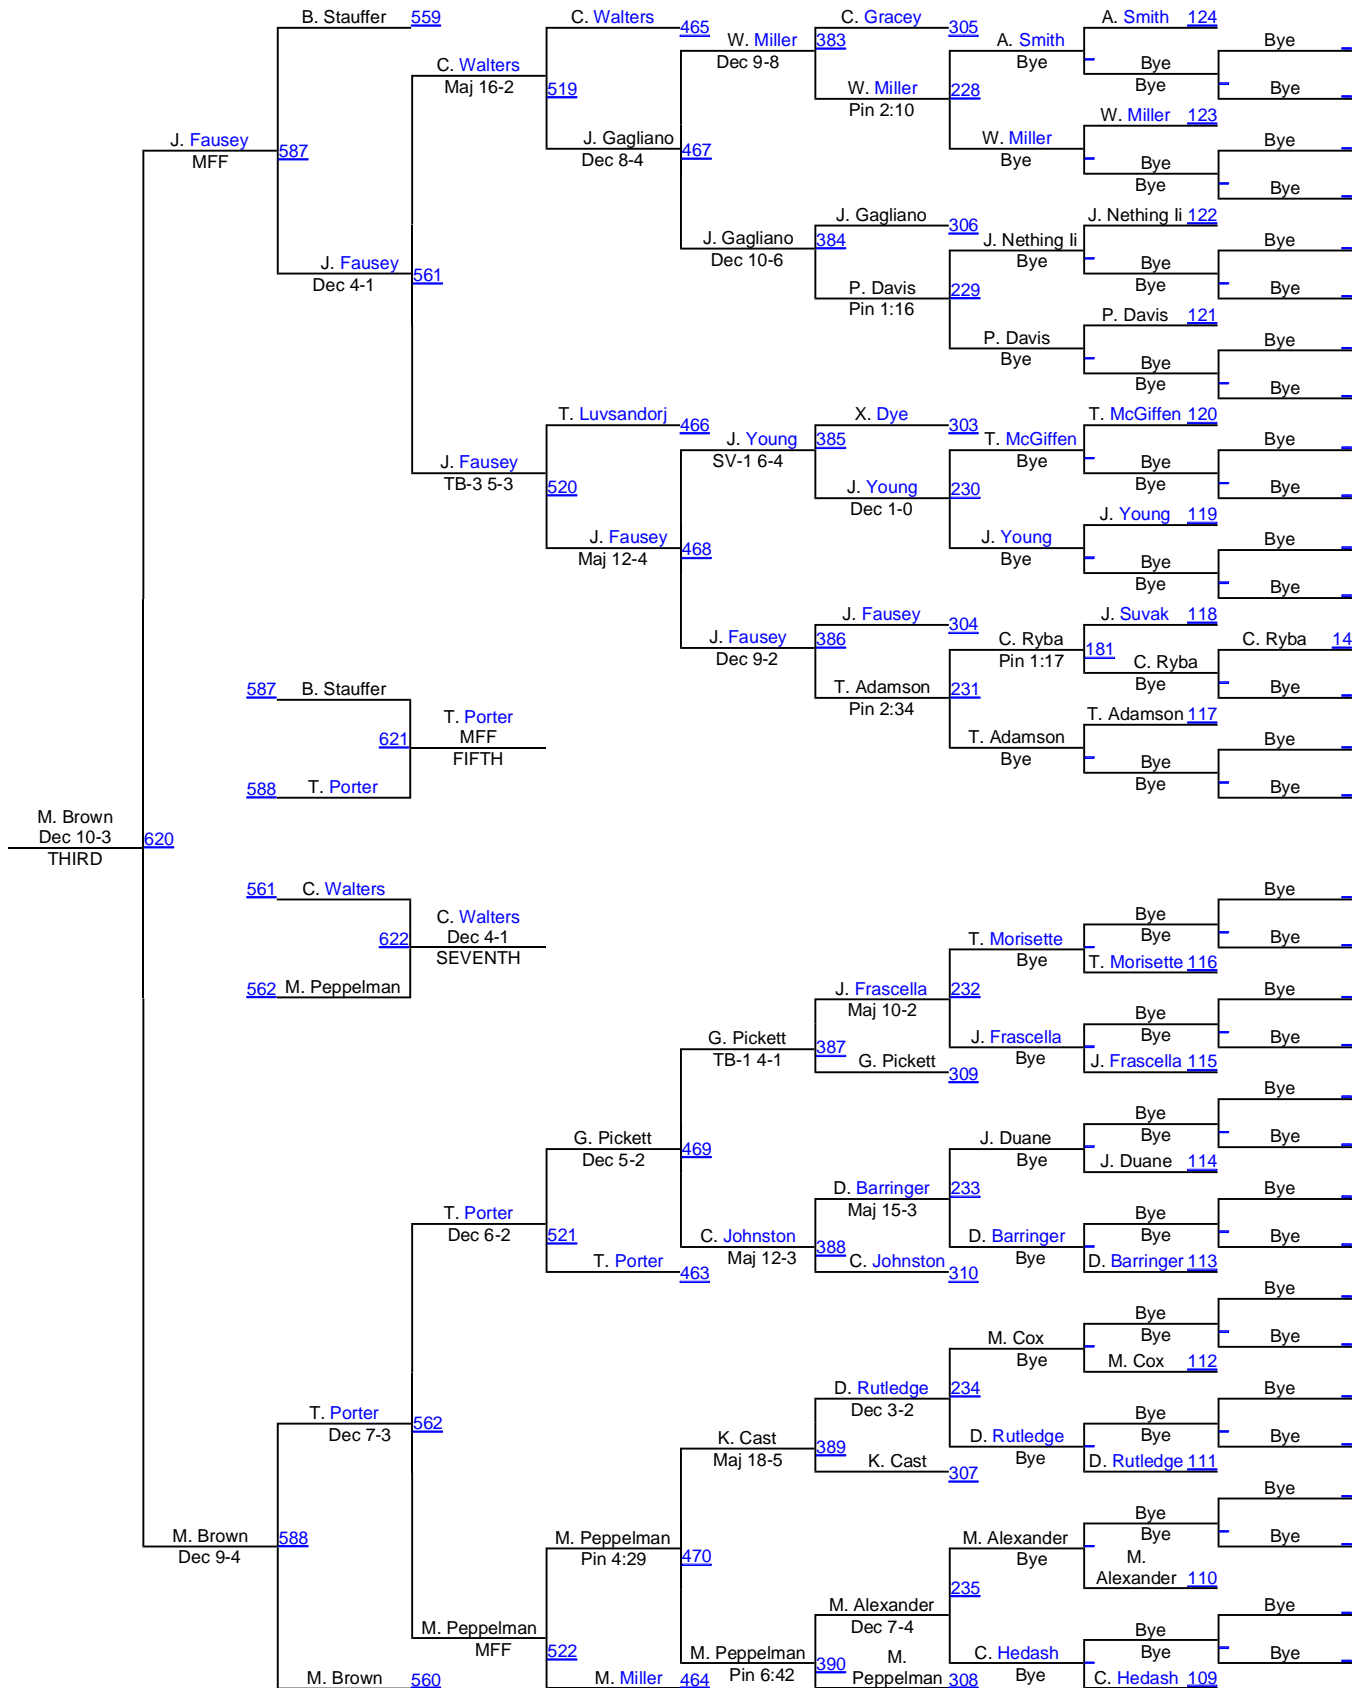 B. Stauffer 559
C. Walters 465
C. Gracey 305
A. Smith 124
W. Miller 383
Dec 9-8
A. Smith
Bye
Bye
Bye
Bye
Bye
C. Walters
Maj 16-2
519
W. Miller 228
Pin 2:10
W. Miller 123
J. Gagliano
Dec 8-4
467
W. Miller
Bye
Bye
Bye
Bye
Bye
J. Fausey
MFF
587
J. Gagliano 306
J. Nething Ii 122
J. Gagliano 384
Dec 10-6
J. Nething Ii
Bye
Bye
Bye
Bye
Bye
J. Fausey
Dec 4-1
561
P. Davis 229
Pin 1:16
P. Davis 121
P. Davis
Bye
Bye
Bye
Bye
Bye
T. Luvsandorj 466
X. Dye 303
T. McGiffen 120
J. Young 385
SV-1 6-4
T. McGiffen
Bye
Bye
Bye
Bye
Bye
J. Fausey
TB-3 5-3
520
J. Young 230
Dec 1-0
J. Young 119
J. Fausey
Maj 12-4
468
J. Young
Bye
Bye
Bye
Bye
Bye
J. Fausey 304
J. Suvak 118
J. Fausey 386
Dec 9-2
C. Ryba
Pin 1:17
181
C. Ryba
Bye
C. Ryba 14
Bye
T. Adamson 231
Pin 2:34
T. Adamson 117
587 B. Stauffer
T. Porter
621 MFF
FIFTH
588 T. Porter
T. Adamson
Bye
Bye
Bye
Bye
Bye
M. Brown
Dec 10-3
THIRD
620
561 C. Walters
C. Walters
622 Dec 4-1
SEVENTH
562 M. Peppelman
Bye
Bye
Bye
Bye
T. Morisette
Bye
T. Morisette 116
J. Frascella 232
Maj 10-2
Bye
Bye
Bye
Bye
G. Pickett 387
TB-1 4-1
J. Frascella
Bye
J. Frascella 115
G. Pickett 309
Bye
Bye
Bye
Bye
G. Pickett
Dec 5-2
469
J. Duane
Bye
J. Duane 114
D. Barringer 233
Maj 15-3
Bye
Bye
Bye
Bye
T. Porter
Dec 6-2
521
C. Johnston 388
Maj 12-3
D. Barringer
Bye
D. Barringer 113
T. Porter 463
C. Johnston 310
Bye
Bye
Bye
Bye
M. Cox
Bye
M. Cox 112
D. Rutledge 234
Dec 3-2
Bye
Bye
Bye
Bye
T. Porter
Dec 7-3
562
K. Cast 389
Maj 18-5
D. Rutledge
Bye
D. Rutledge 111
K. Cast 307
Bye
Bye
Bye
Bye
M. Brown
Dec 9-4
588
M. Peppelman
Pin 4:29
470
M. Alexander
Bye
M.
Alexander 110
235
M. Alexander
Dec 7-4
Bye
Bye
Bye
Bye
M. Peppelman
MFF
522
M. Peppelman 390
Pin 6:42
C. Hedash
Bye
M. Brown 560
M. Miller 464
M.
Peppelman 308
C. Hedash 109